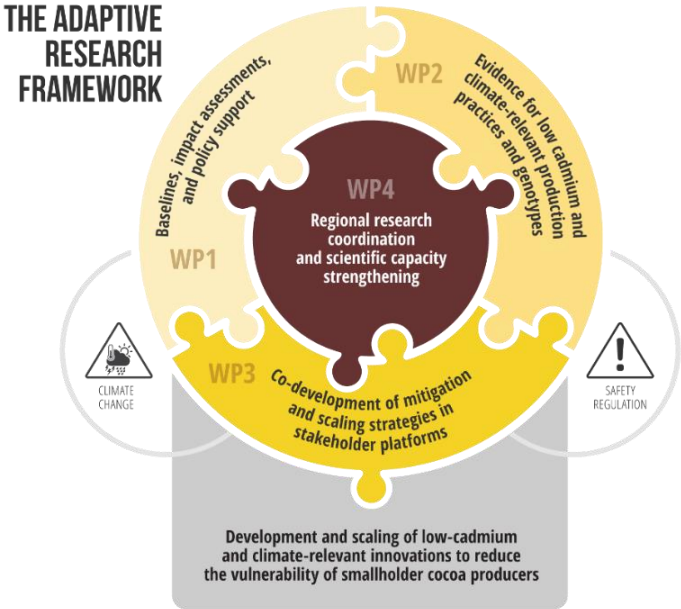 THE ADAPTIVE
RESEARCH
FRAMEWORK
Baselines, impact assessments,
and policy support
WP1
WP2
Evidence for low cadmium and
climate-relevant production
practices and genotypes
WP4
Regional research
coordination
and scientific capacity
strengthening
WP3
Co-development of mitigation
and scaling strategies in
stakeholder platforms
CLIMATE
CHANGE
!
SAFETY
REGULATION
Development and scaling of low-cadmium
and climate-relevant innovations to reduce
the vulnerability of smallholder cocoa producers